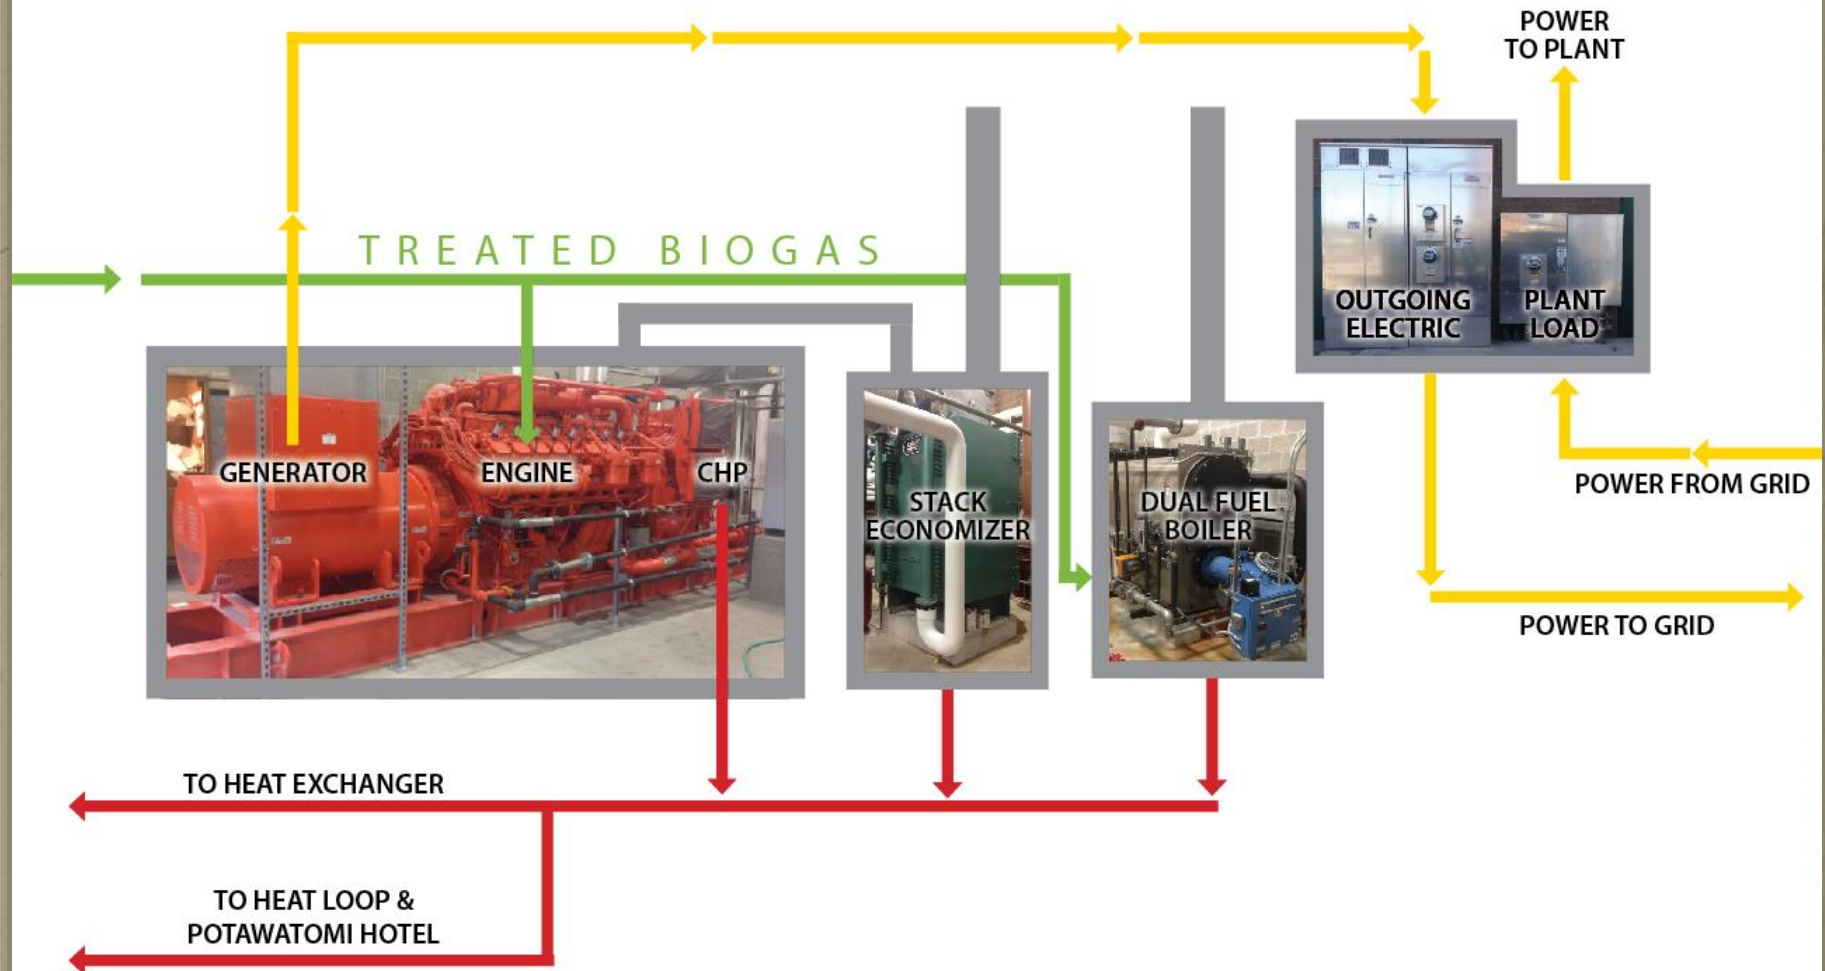 POWER
TO PLANT
TREATED BIOGAS
OUTGOING
ELECTRIC
PLANT
LOAD
GENERATOR
ENGINE
CHP
STACK
ECONOMIZER
DUAL FUEL
BOILER
POWER FROM GRID
POWER TO GRID
TO HEAT EXCHANGER
TO HEAT LOOP &
POTAWATOMI HOTEL